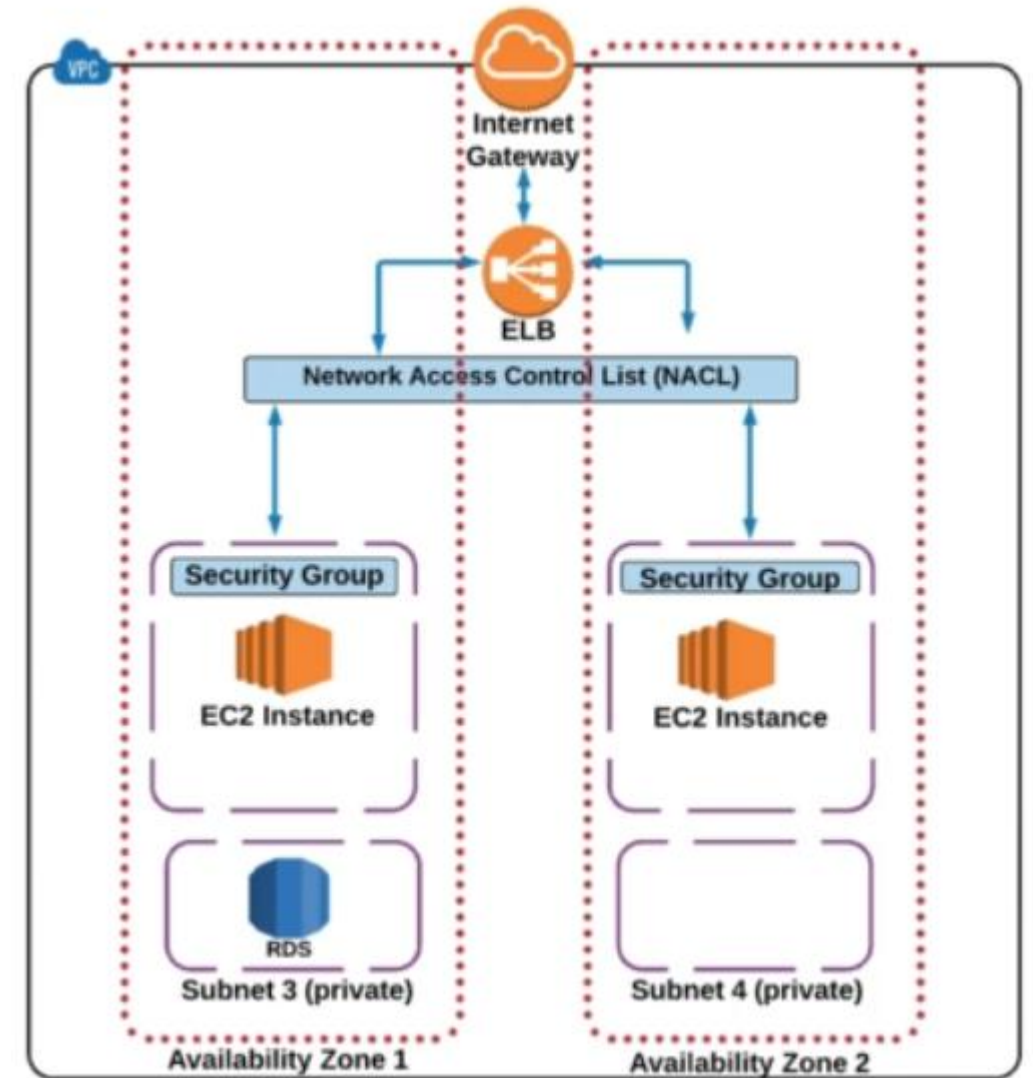 VPC
Internet
Gateway
ELB
Network Access Control List (NACL)
Security Group
Security Group
EC2 Instance
EC2 Instance
RDS
Subnet 3 (private)
Subnet 4 (private)
Availability Zone 1
Availability Zone 2